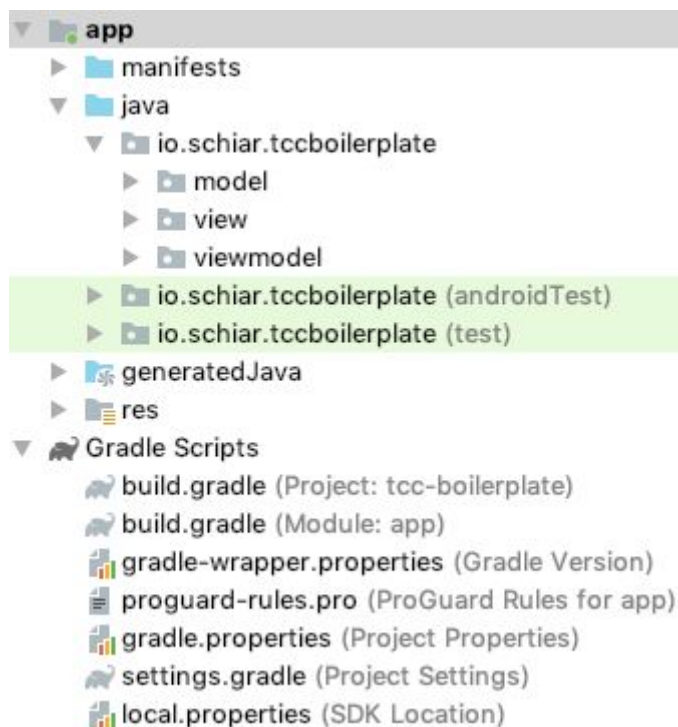 app
manifests
java
io.schiar.tccboilerplate
model
view
viewmodel
io.schiar.tccboilerplate (androidTest)
io.schiar.tccboilerplate (test)
generatedJava
res
Gradle Scripts
build.gradle (Project: tcc-boilerplate)
build.gradle (Module: app)
gradle-wrapper.properties (Gradle Version)
proguard-rules.pro (ProGuard Rules for app)
gradle.properties (Project Properties)
settings.gradle (Project Settings)
local.properties (SDK Location)